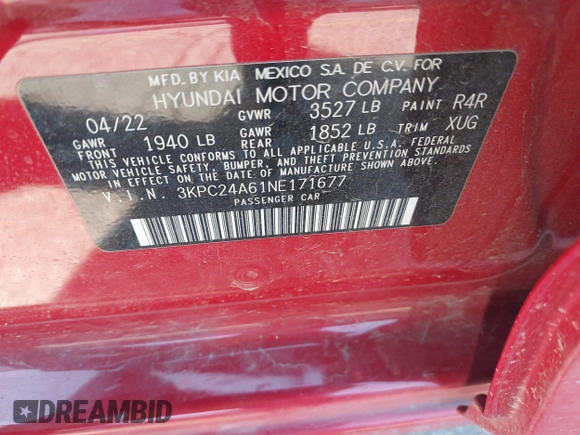 MFD. BY KIA MEXICO S.A. DE C.V. FOR
HYUNDAI MOTOR COMPANY
04/22 GVWR 3527 LB PAINT R4R
GAWR FRONT 1940 LB GAWR REAR 1852 LB TRIM XUG
THIS VEHICLE CONFORMS TO ALL APPLICABLE U.S.A. FEDERAL
MOTOR VEHICLE SAFETY, BUMPER, AND THEFT PREVENTION STANDARDS
IN EFFECT ON THE DATE OF MANUFACTURE SHOWN ABOVE.
V.I.N. 3KPC24A61NE171677
PASSENGER CAR
DREAMBID